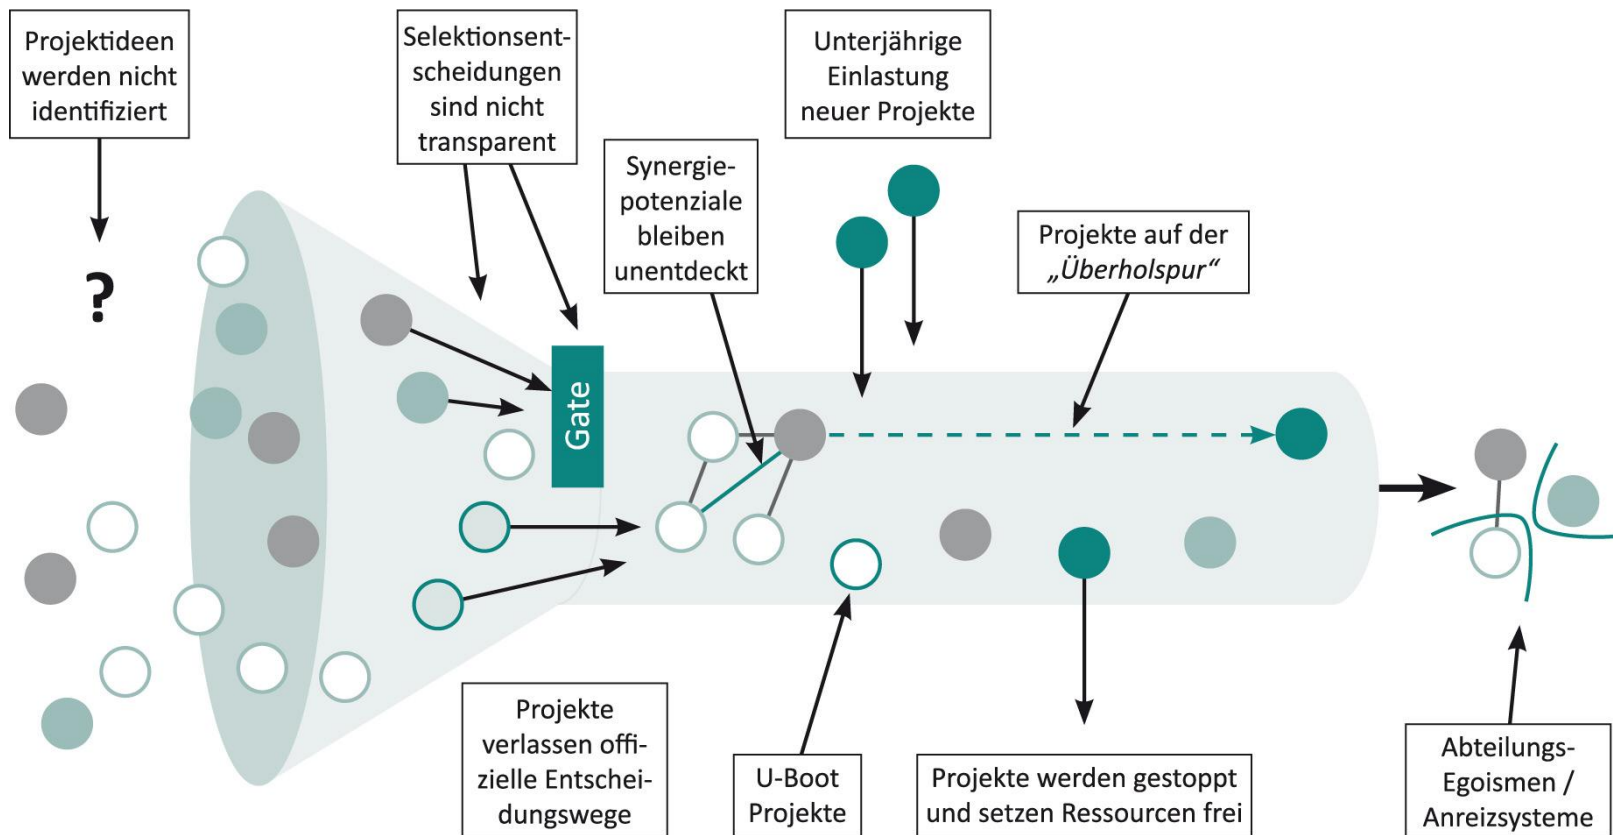 Projektideen
werden nicht
identifiziert
Selektionsent-
scheidungen
sind nicht
transparent
Unterjährige
Einlastung
neuer Projekte
Synergie-
potenziale
bleiben
unentdeckt
Projekte auf der
„Überholspur“
?
Gate
Projekte
verlassen offi-
zielle Entschei-
dungswege
U-Boot
Projekte
Projekte werden gestoppt
und setzen Ressourcen frei
Abteilungs-
Egoismen /
Anreizsysteme